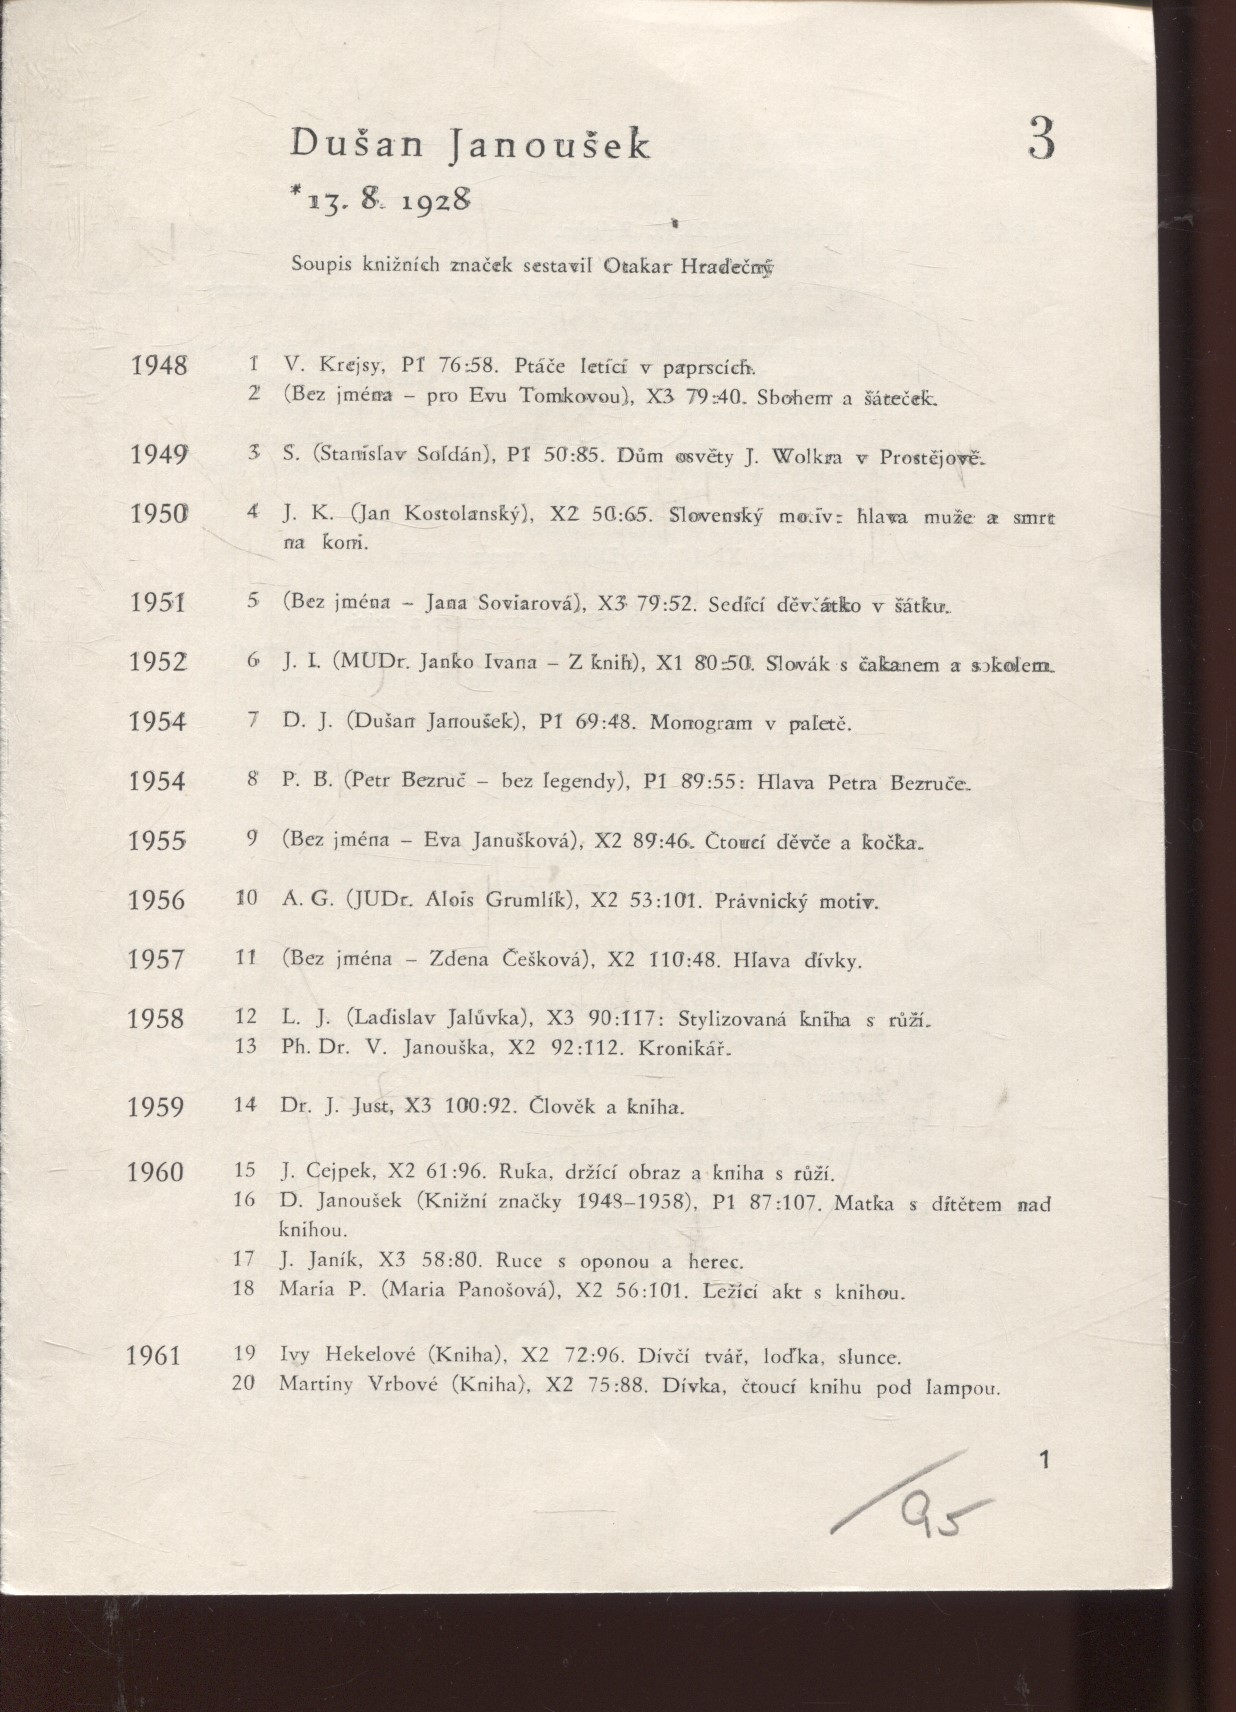 Dušan Janoušek 3
*13. 8. 1928
Soupis knižních značek sestavil Otakar Hradečný
1948 1 V. Krejsy, P1 76:58. Ptáče letící v paprscích.
2 (Bez jména – pro Evu Tomkovou), X3 79:40. Sbohem a šáteček.
1949 3 S. (Stanislav Soldán), P1 50:85. Dům osvěty J. Wolkra v Prostějově.
1950 4 J. K. (Jan Kostolanský), X2 50:65. Slovenský motiv: hlava muže a smrt
na koni.
1951 5 (Bez jména – Jana Soviarová), X3 79:52. Sedící děvčátko v šátku.
1952 6 J. I. (MUDr. Janko Ivana – Z knih), X1 80:50. Slovák s čakanem a sokolem.
1954 7 D. J. (Dušan Janoušek), P1 69:48. Monogram v paletě.
1954 8 P. B. (Petr Bezruč – bez legendy), P1 89:55: Hlava Petra Bezruče.
1955 9 (Bez jména – Eva Janušková), X2 89:46. Čtoucí děvče a kočka.
1956 10 A. G. (JUDr. Alois Grumlík), X2 53:101. Právnický motiv.
1957 11 (Bez jména – Zdena Češková), X2 110:48. Hlava dívky.
1958 12 L. J. (Ladislav Jalůvka), X3 90:117: Stylizovaná kniha s růží.
13 Ph. Dr. V. Janouška, X2 92:112. Kronikář.
1959 14 Dr. J. Just, X3 100:92. Člověk a kniha.
1960 15 J. Cejpek, X2 61:96. Ruka, držící obraz a kniha s růží.
16 D. Janoušek (Knižní značky 1948–1958), P1 87:107. Matka s dítětem nad
knihou.
17 J. Janík, X3 58:80. Ruce s oponou a herec.
18 Maria P. (Maria Panošová), X2 56:101. Ležící akt s knihou.
1961 19 Ivy Hekelové (Kniha), X2 72:96. Dívčí tvář, loďka, slunce.
20 Martiny Vrbové (Kniha), X2 75:88. Dívka, čtoucí knihu pod lampou.
1
/95